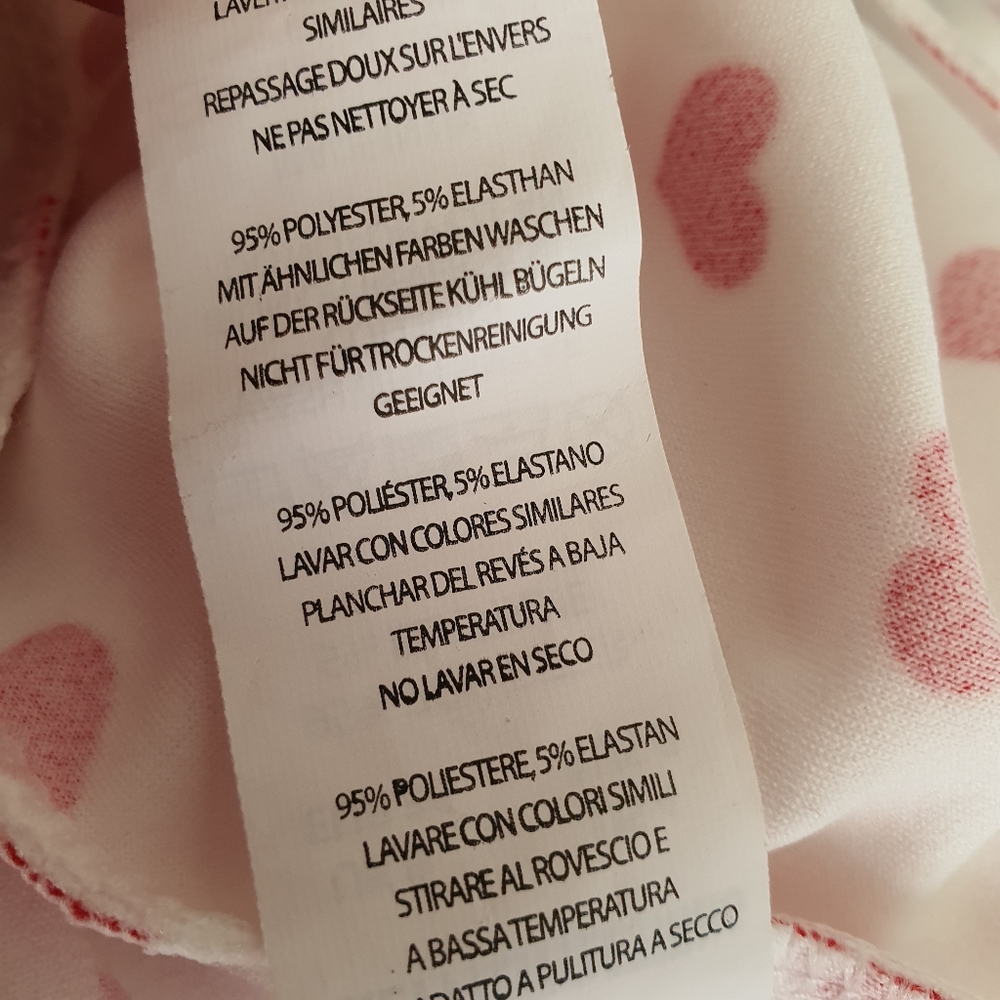 SIMILAIRES
REPASSAGE DOUX SUR L'ENVERS
NE PAS NETTOYER À SEC
95% POLYESTER, 5% ELASTHAN
MIT ÄHNLICHEN FARBEN WASCHEN
AUF DER RÜCKSEITE KÜHL BÜGELN
NICHT FÜR TROCKENREINIGUNG
GEEIGNET
95% POLIÉSTER, 5% ELASTANO
LAVAR CON COLORES SIMILARES
PLANCHAR DEL REVÉS A BAJA
TEMPERATURA
NO LAVAR EN SECO
95% POLIESTERE, 5% ELASTAN
LAVARE CON COLORI SIMILI
STIRARE AL ROVESCIO E
A BASSA TEMPERATURA
A PULITURA A SECCO